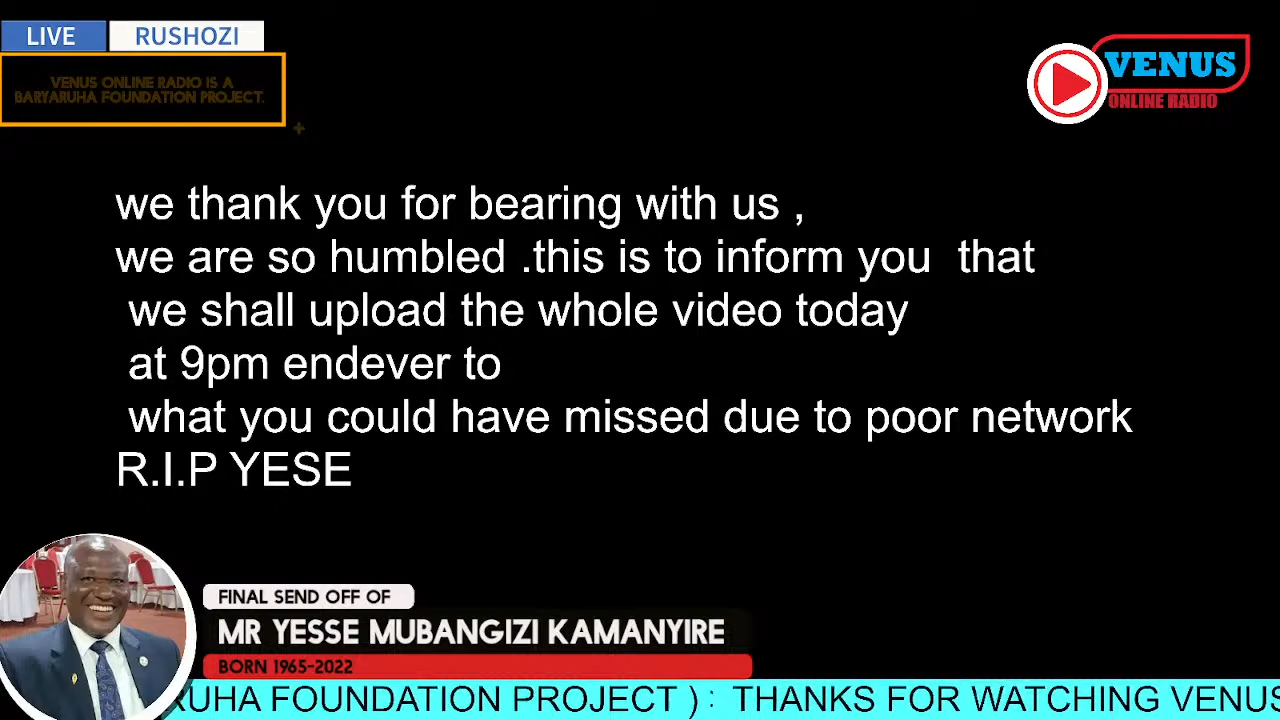 LIVE RUSHOZI
VENUS ONLINE RADIO IS A
BARYARUHA FOUNDATION PROJECT.
VENUS
ONLINE RADIO
we thank you for bearing with us ,
we are so humbled .this is to inform you  that
we shall upload the whole video today
at 9pm endever to
what you could have missed due to poor network
R.I.P YESE
FINAL SEND OFF OF
MR YESSE MUBANGIZI KAMANYIRE
BORN 1965-2022
RUHA FOUNDATION PROJECT ) :  THANKS FOR WATCHING VENUS